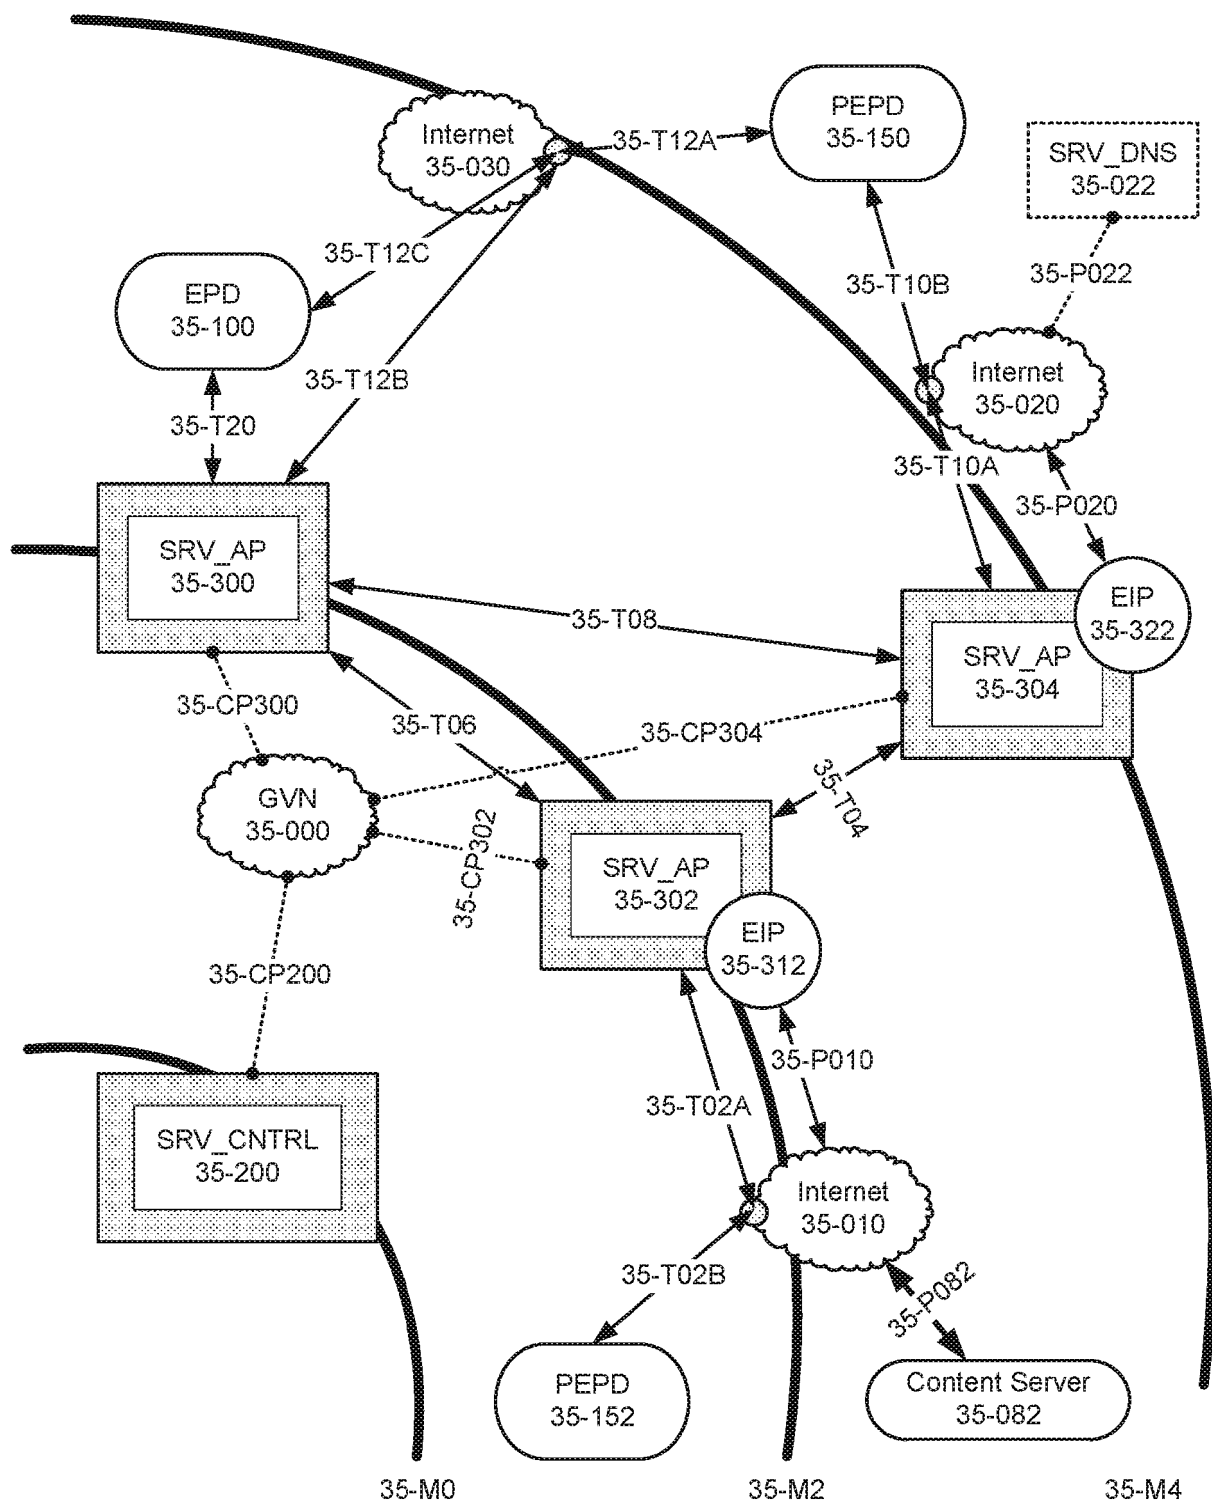 PEPD
35-150
Internet
35-030
35-T12A
SRV_DNS
35-022
35-T12C
EPD
35-100
35-T10B
35-P022
35-T12B
Internet
35-020
35-T20
35-T10A
35-P020
SRV_AP
35-300
EIP
35-322
35-T08
SRV_AP
35-304
35-CP300
35-T06
35-CP304
35-T04
GVN
35-000
35-CP302
SRV_AP
35-302
EIP
35-312
35-CP200
35-P010
35-T02A
SRV_CNTRL
35-200
Internet
35-010
35-T02B
35-P082
PEPD
35-152
Content Server
35-082
35-M0
35-M2
35-M4